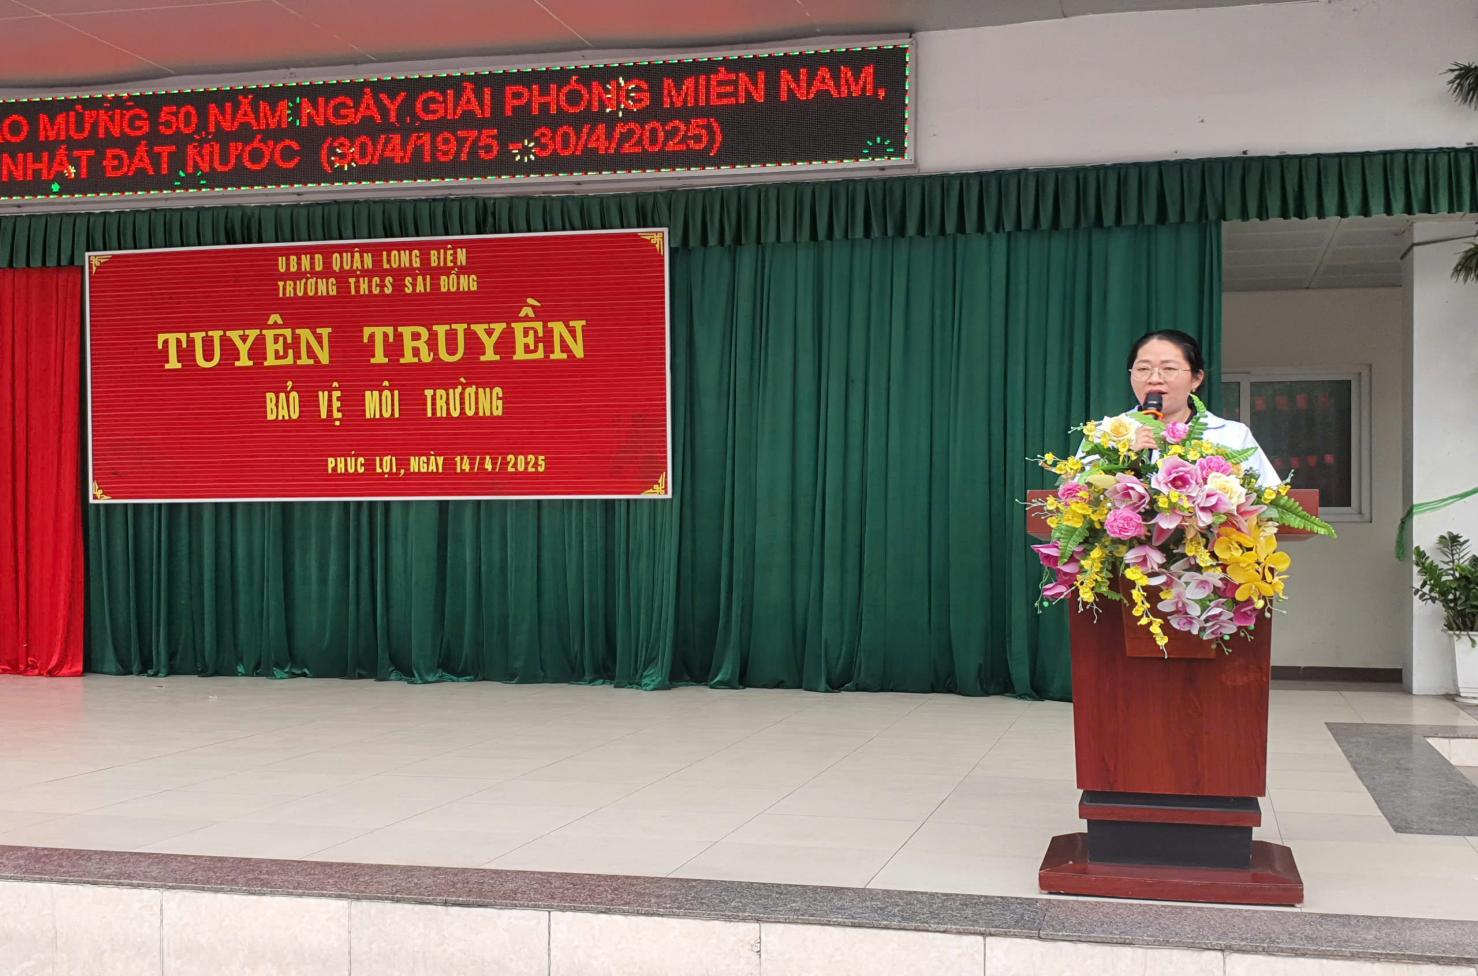 ÀO MỪNG 50 NĂM NGÀY GIẢI PHÓNG MIỀN NAM,
NHẤT ĐẤT NƯỚC (30/4/1975 - 30/4/2025)
UBND QUẬN LONG BIÊN
TRƯỜNG THCS SÀI ĐỒNG
TUYÊN TRUYỀN
BẢO VỆ MÔI TRƯỜNG
PHÚC LỢI, NGÀY 14/4/2025